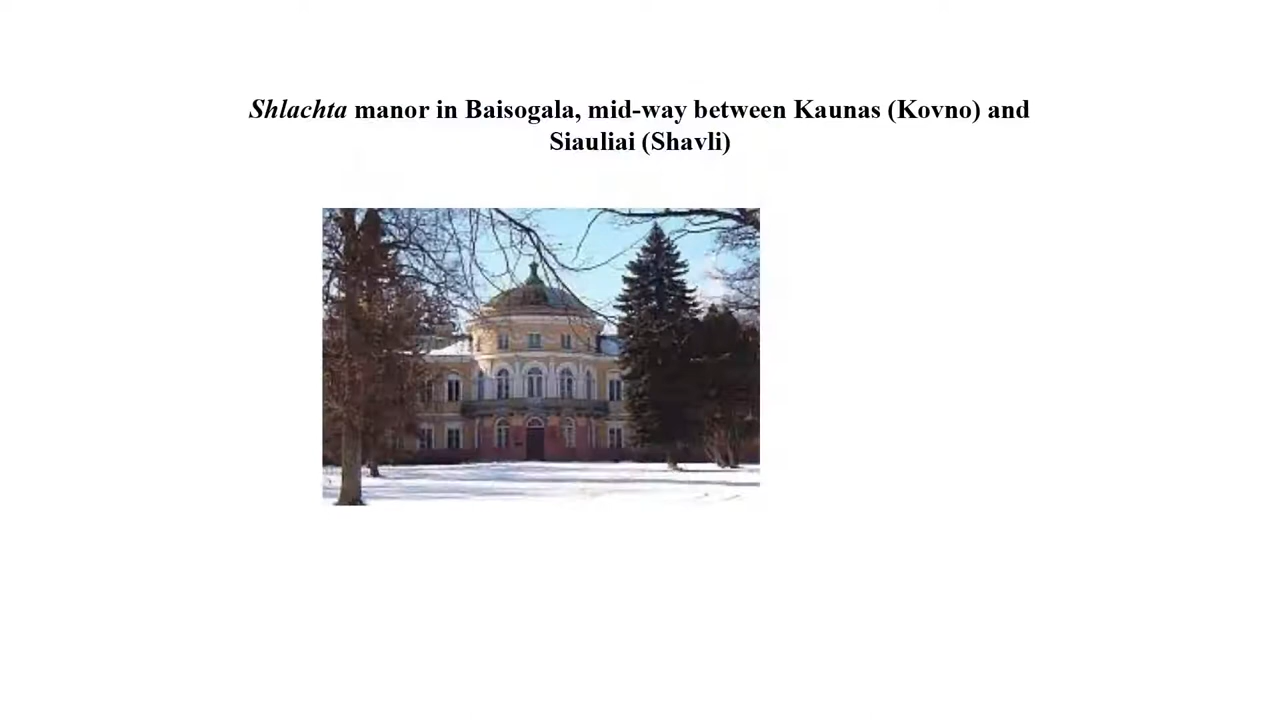 Shlachta manor in Baisogala, mid-way between Kaunas (Kovno) and
Siauliai (Shavli)